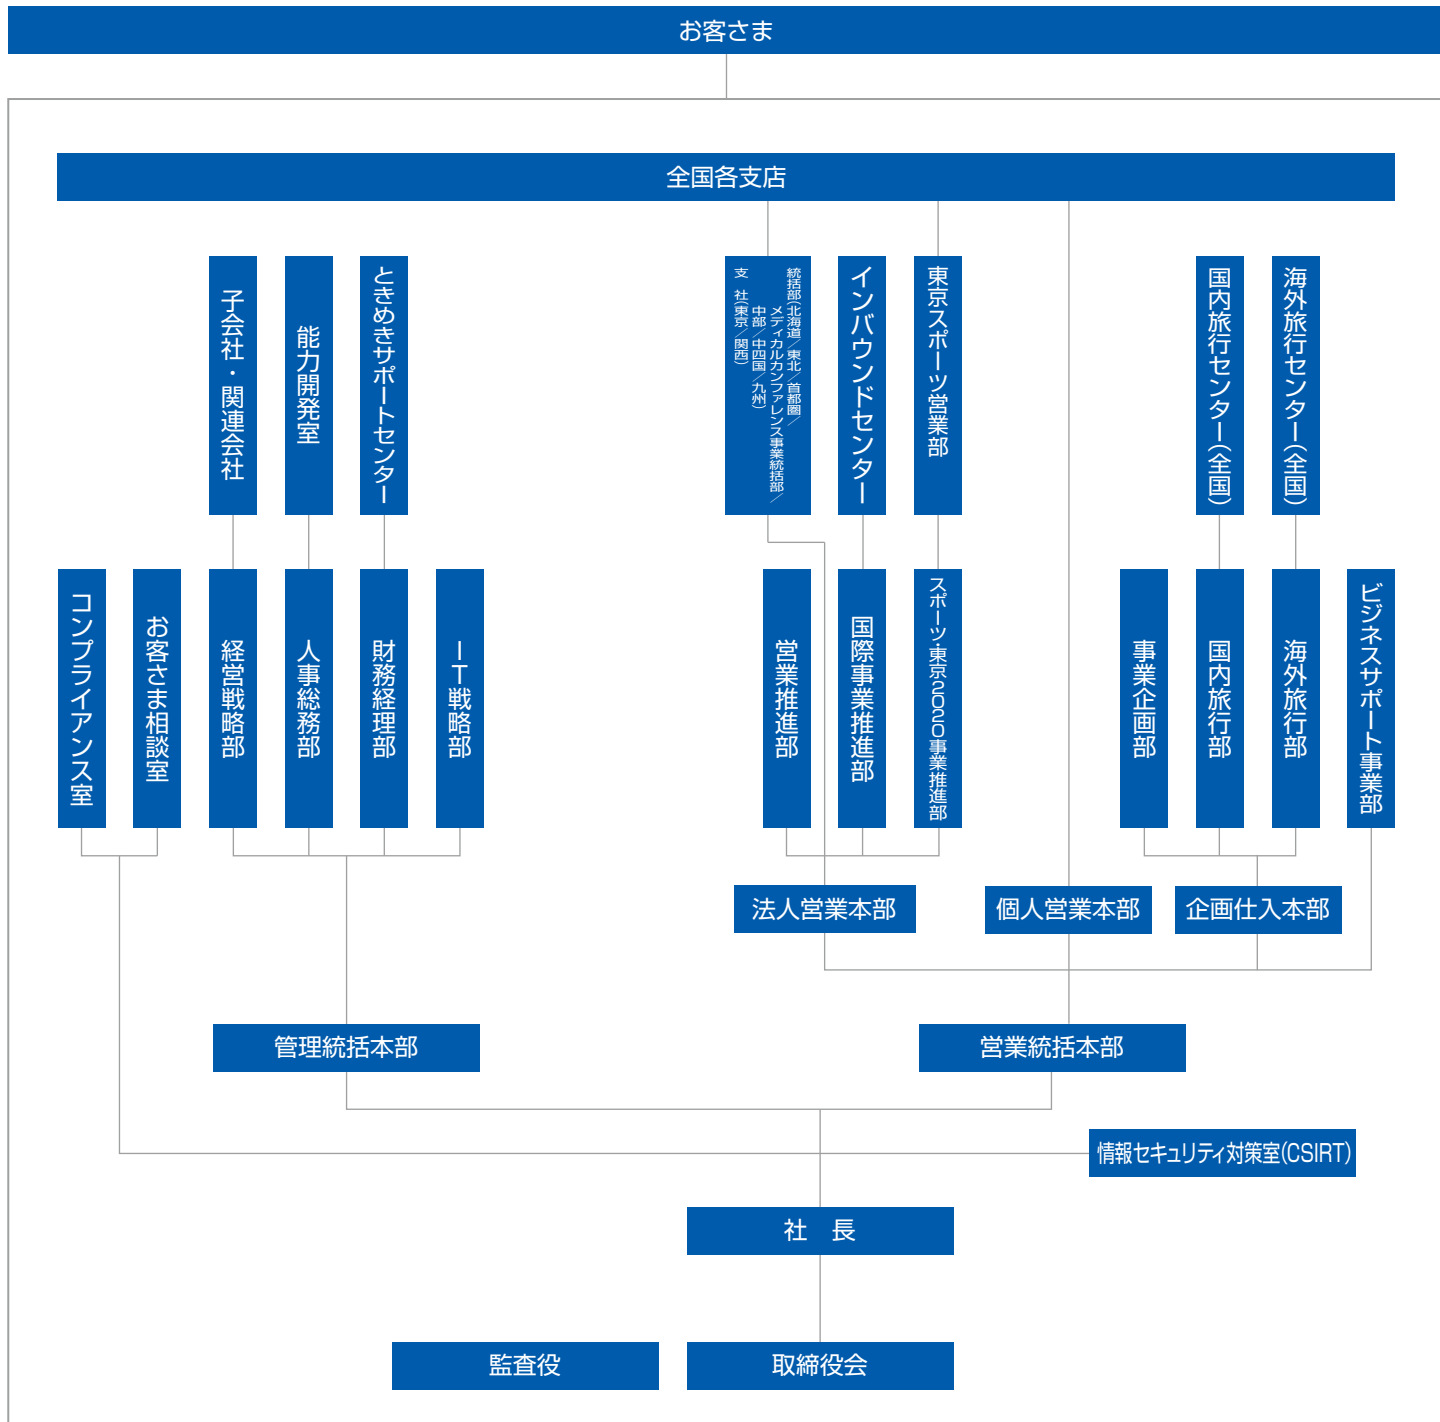 お客さま
全国各支店
子会社・関連会社
能力開発室
ときめきサポートセンター
統括部(北海道／東北／首都圏／
メディカルカンファレンス事業統括部／
中部／中四国／九州)
支　社(東京／関西)
インバウンドセンター
東京スポーツ営業部
国内旅行センター(全国)
海外旅行センター(全国)
コンプライアンス室
お客さま相談室
経営戦略部
人事総務部
財務経理部
IT戦略部
営業推進部
国際事業推進部
スポーツ・東京2020事業推進部
事業企画部
国内旅行部
海外旅行部
ビジネスサポート事業部
法人営業本部
個人営業本部
企画仕入本部
管理統括本部
営業統括本部
情報セキュリティ対策室(CSIRT)
社　長
監査役
取締役会